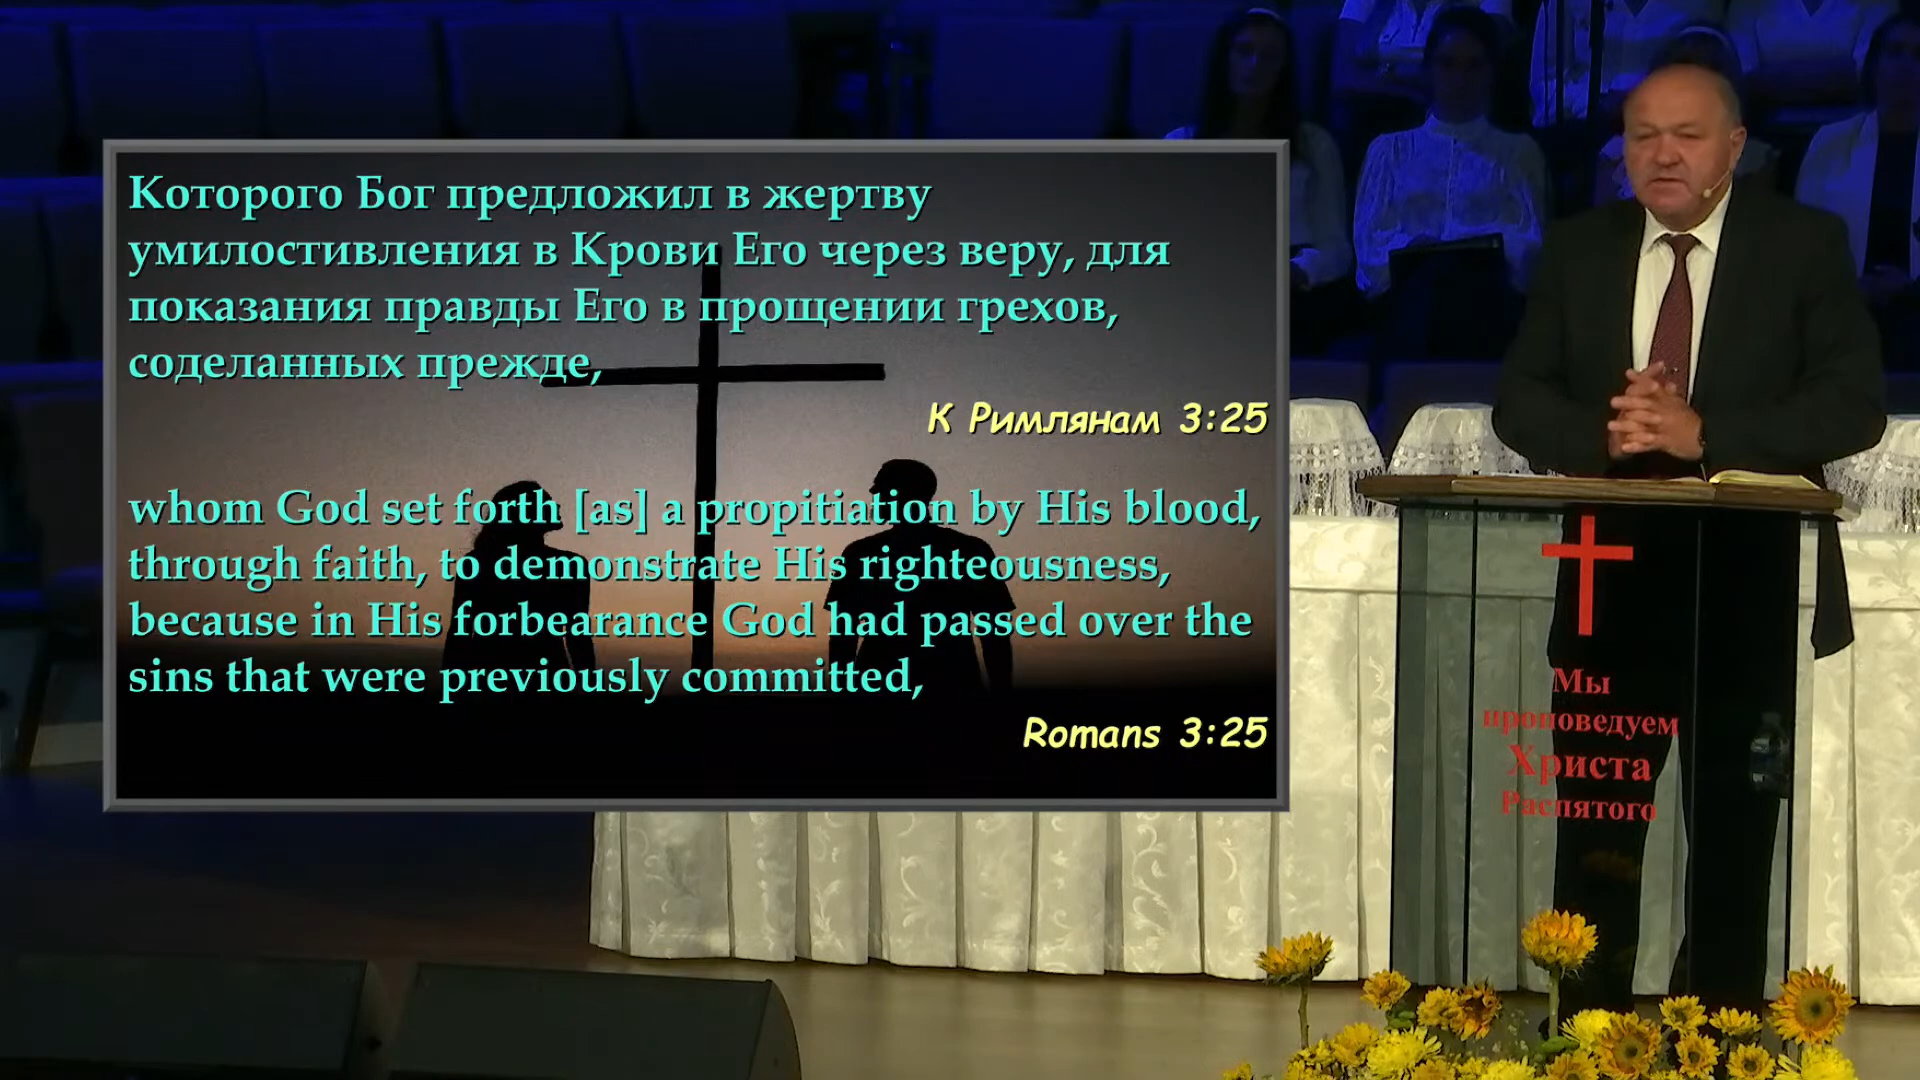 Которого Бог предложил в жертву
умилостивления в Крови Его через веру, для
показания правды Его в прощении грехов,
соделанных прежде,
К Римлянам 3:25
whom God set forth [as] a propitiation by His blood,
through faith, to demonstrate His righteousness,
because in His forbearance God had passed over the
sins that were previously committed,
Romans 3:25
Мы
проповедуем
Христа
Распятого